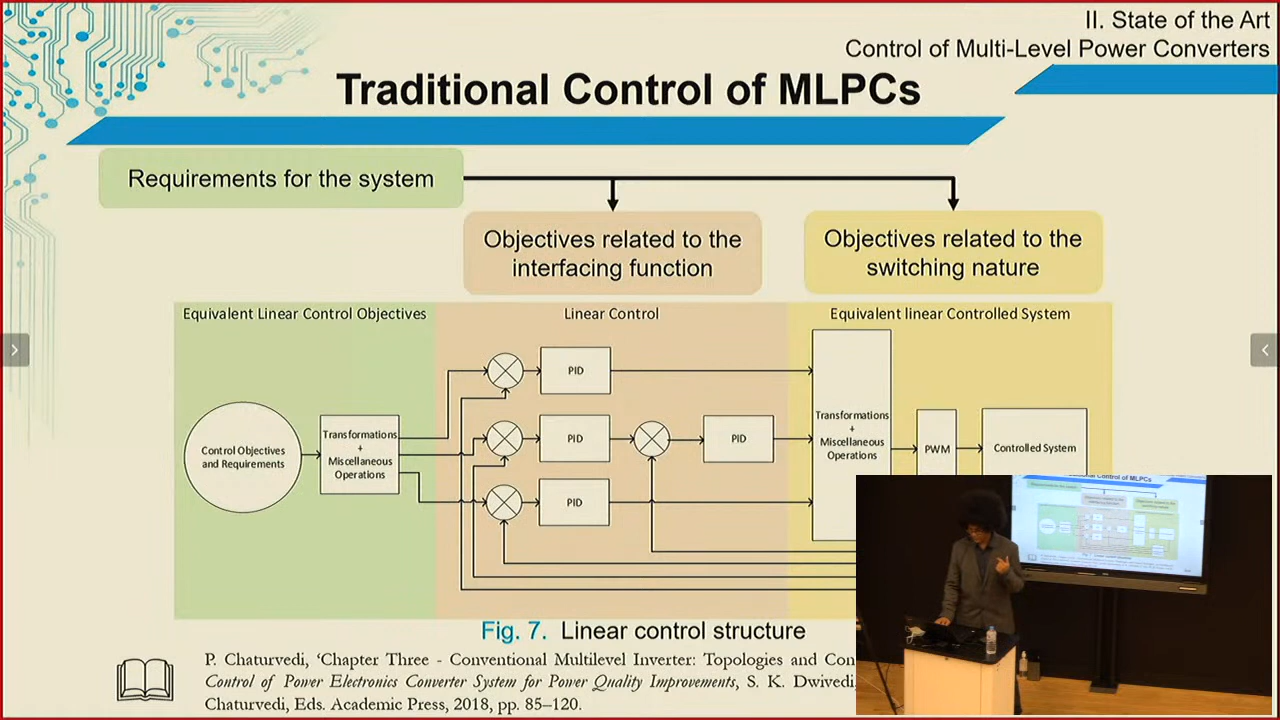 II. State of the Art
Control of Multi-Level Power Converters
Traditional Control of MLPCs
Requirements for the system
Objectives related to the
interfacing function
Objectives related to the
switching nature
Equivalent Linear Control Objectives
Linear Control
Equivalent linear Controlled System
Control Objectives
and Requirements
Transformations
+
Miscellaneous
Operations
PID
PID
PID
PID
Transformations
+
Miscellaneous
Operations
PWM
Controlled System
Fig. 7. Linear control structure
P. Chaturvedi, ‘Chapter Three - Conventional Multilevel Inverter: Topologies and Con
Control of Power Electronics Converter System for Power Quality Improvements, S. K. Dwivedi,
Chaturvedi, Eds. Academic Press, 2018, pp. 85–120.
Control of MLPCs